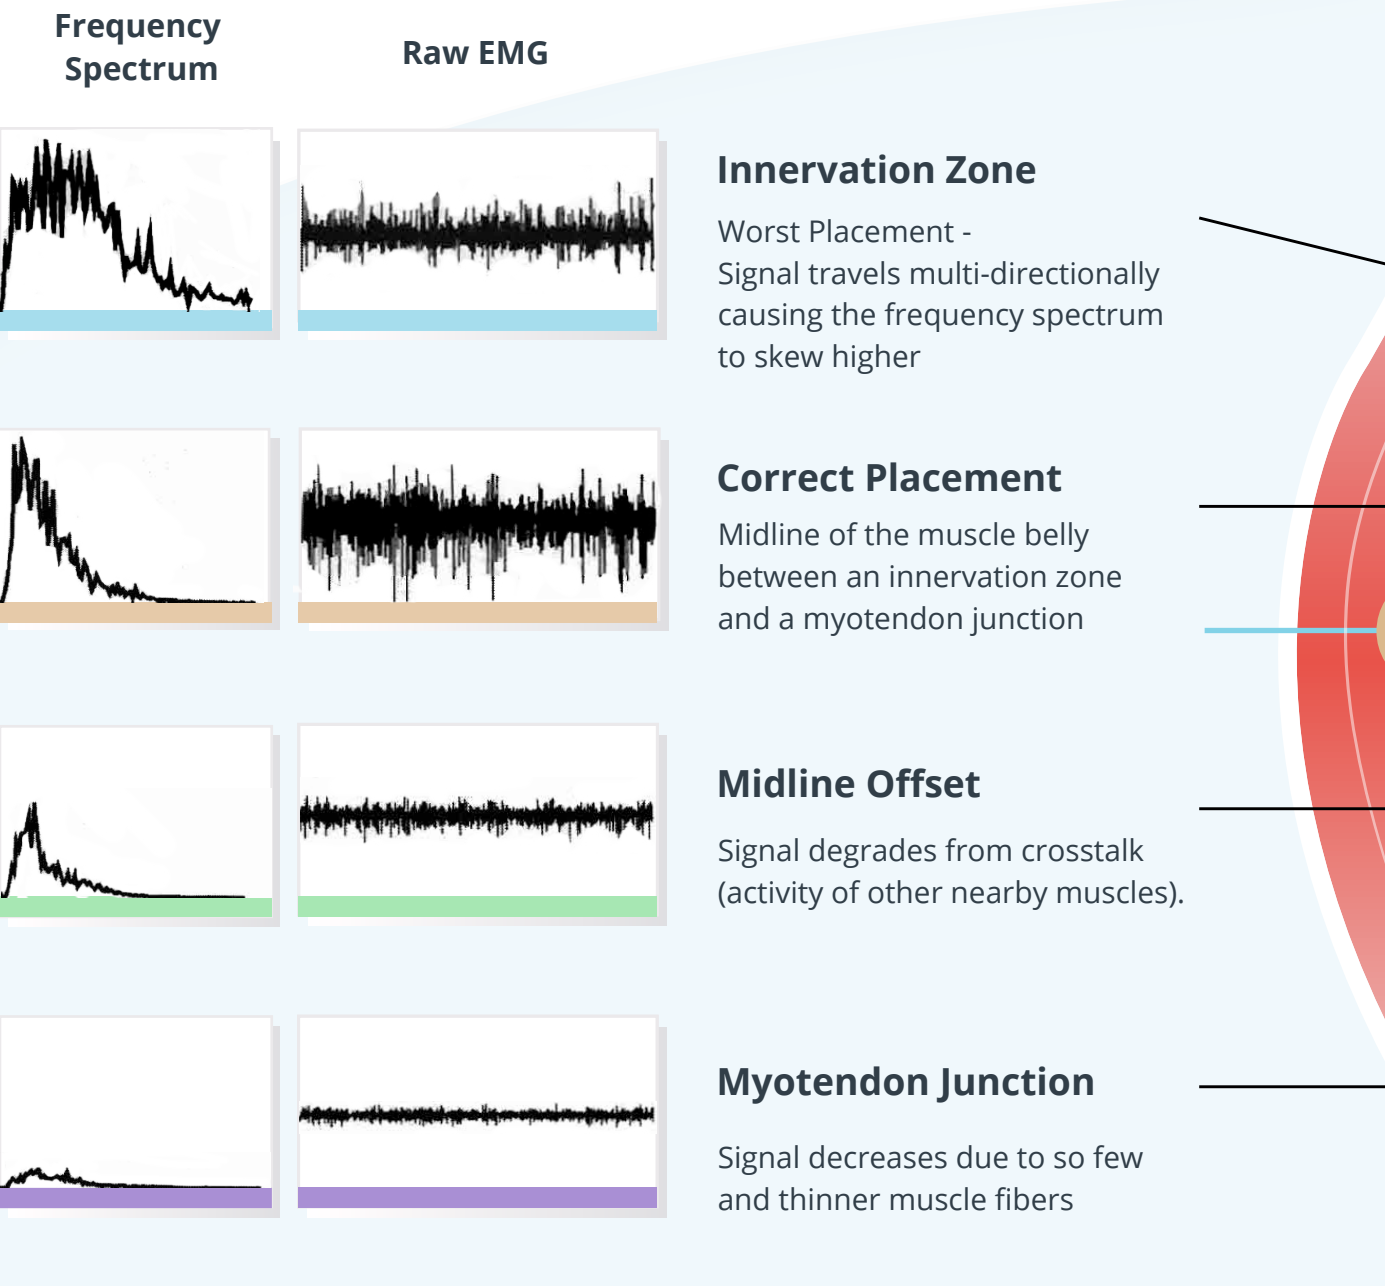 Frequency
Spectrum
Raw EMG
Innervation Zone
Worst Placement -
Signal travels multi-directionally
causing the frequency spectrum
to skew higher
Correct Placement
Midline of the muscle belly
between an innervation zone
and a myotendon junction
Midline Offset
Signal degrades from crosstalk
(activity of other nearby muscles).
Myotendon Junction
Signal decreases due to so few
and thinner muscle fibers